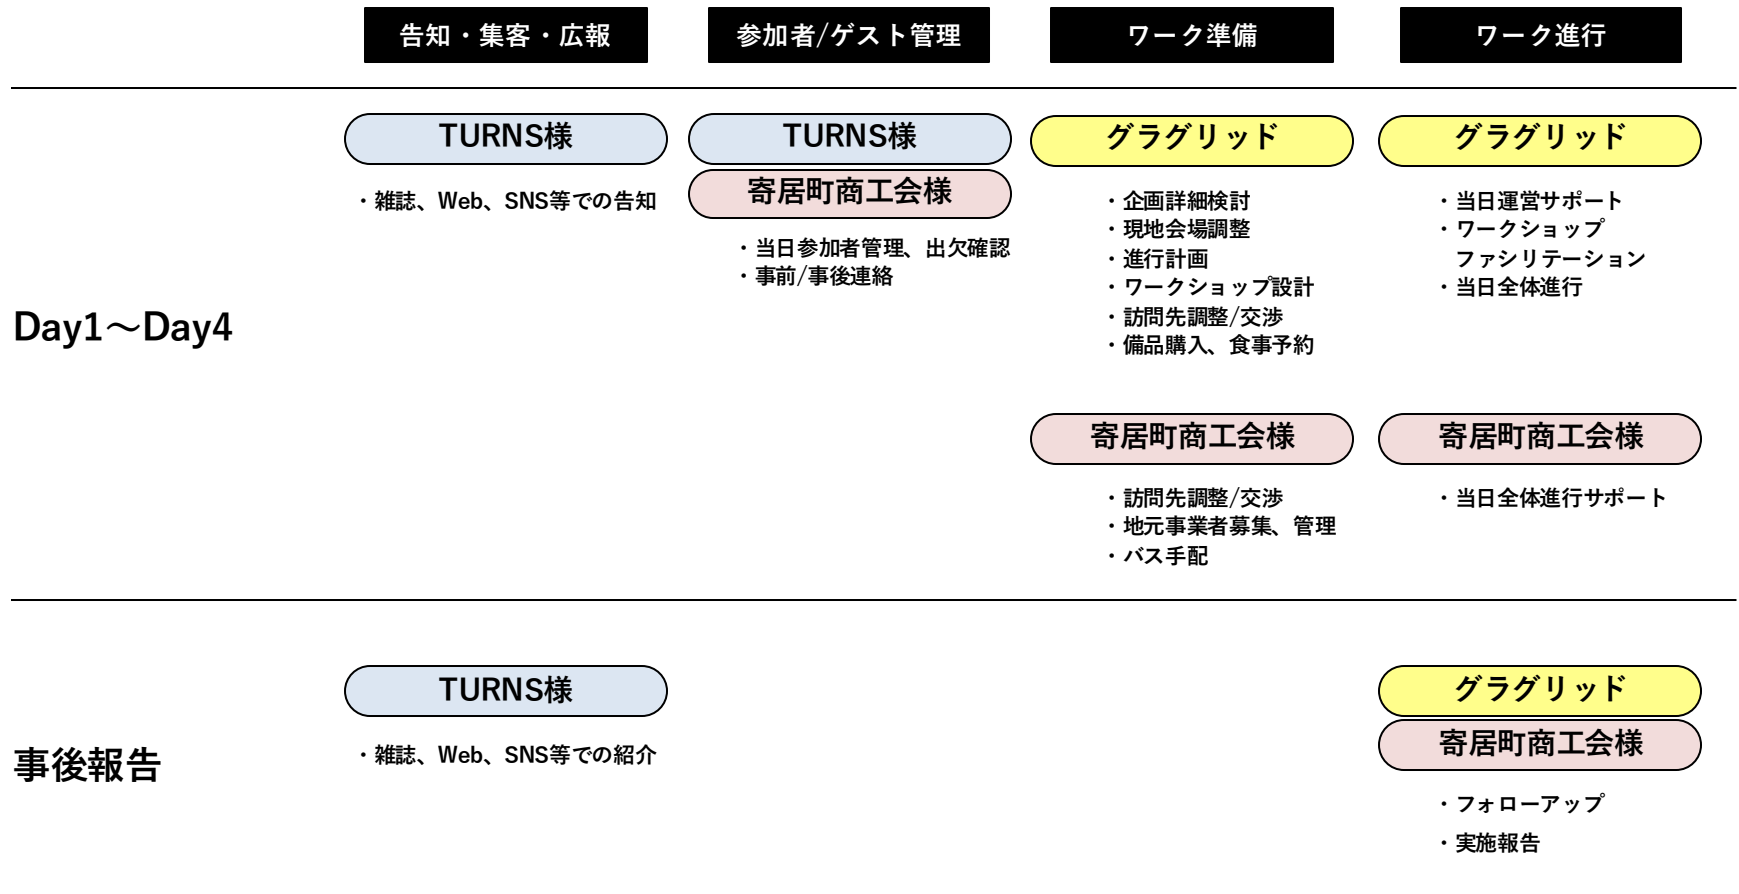 告知・集客・広報
参加者/ゲスト管理
ワーク準備
ワーク進行
Day1～Day4
TURNS様
・雑誌、Web、SNS等での告知
TURNS様
寄居町商工会様
・当日参加者管理、出欠確認
・事前/事後連絡
グラグリッド
・企画詳細検討
・現地会場調整
・進行計画
・ワークショップ設計
・訪問先調整/交渉
・備品購入、食事予約
寄居町商工会様
・訪問先調整/交渉
・地元事業者募集、管理
・バス手配
グラグリッド
・当日運営サポート
・ワークショップ
ファシリテーション
・当日全体進行
寄居町商工会様
・当日全体進行サポート
事後報告
TURNS様
・雑誌、Web、SNS等での紹介
グラグリッド
寄居町商工会様
・フォローアップ
・実施報告